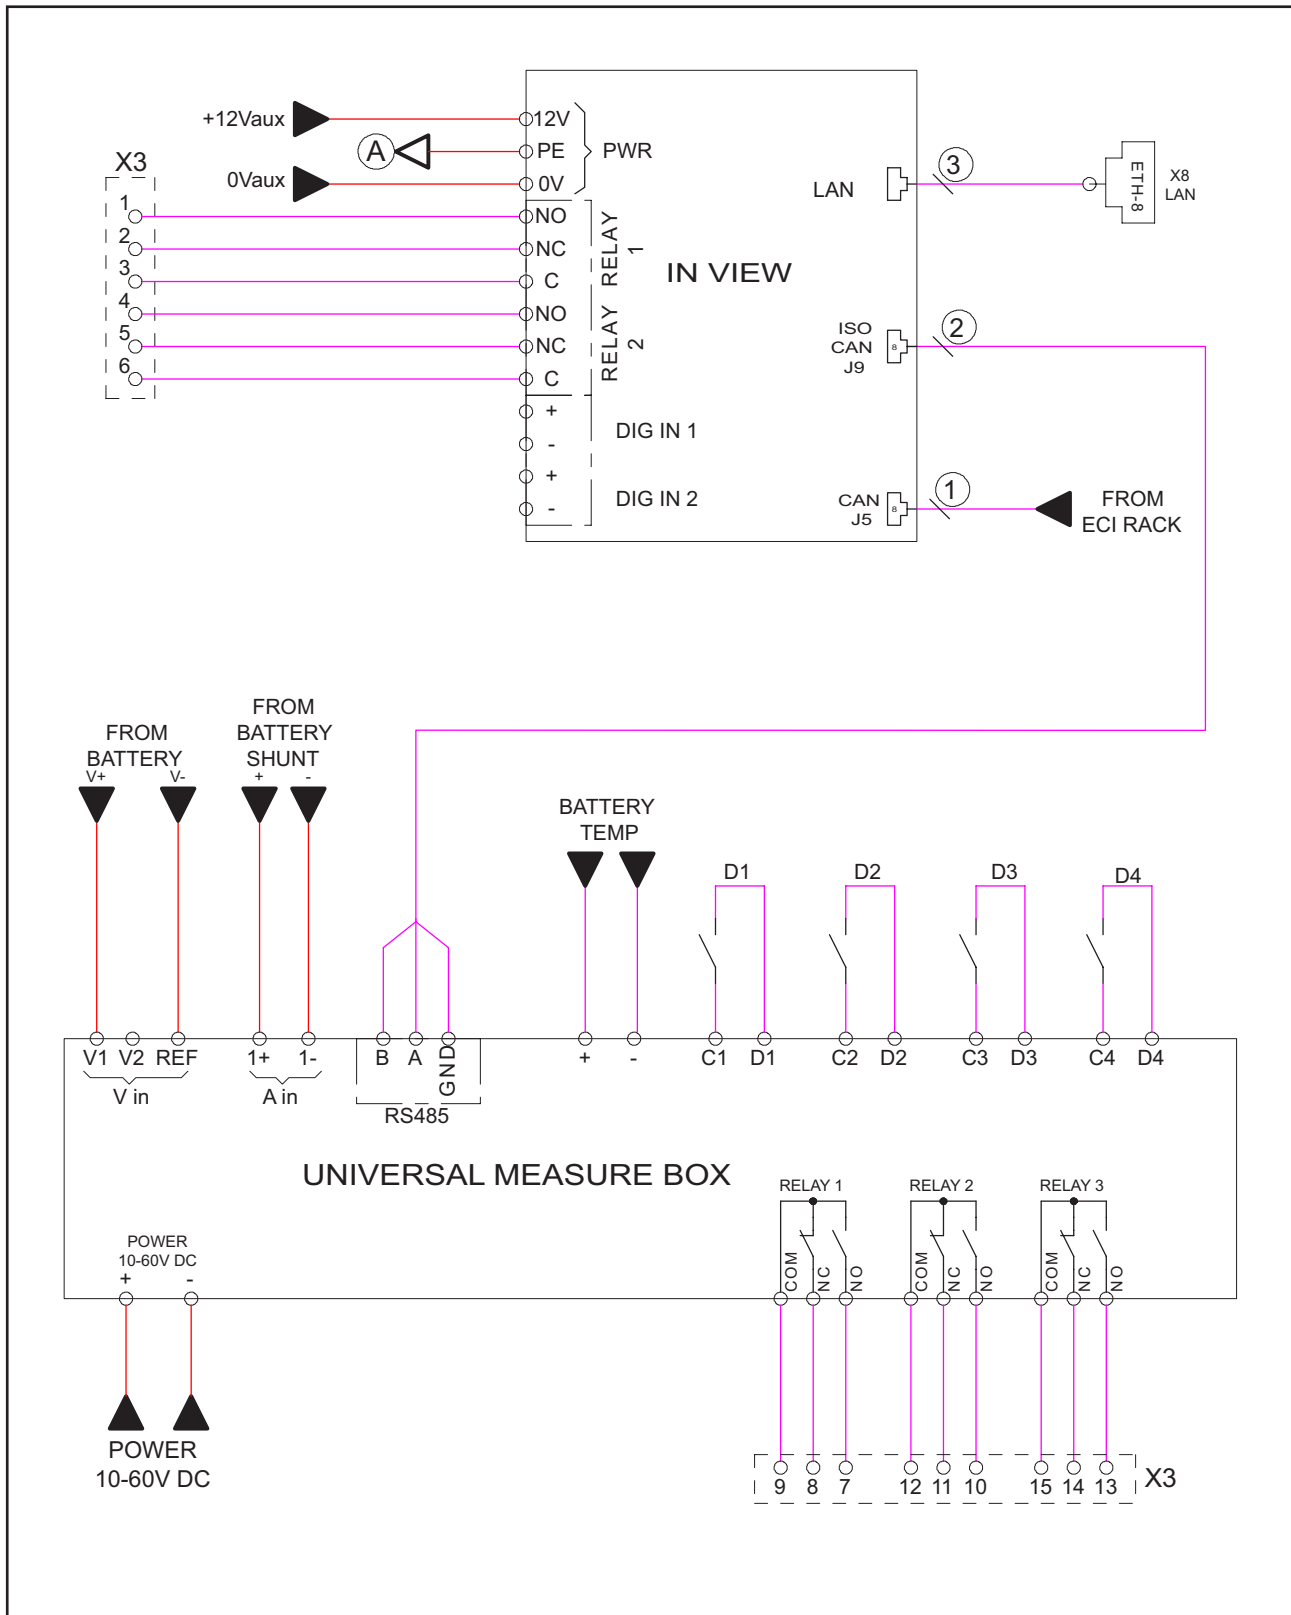 +12Vaux
12V
A
PE
PWR
X3
0Vaux
0V
1
NO
2
NC
3
C
RELAY
1
4
NO
5
NC
6
C
RELAY
2
+
-
DIG IN 1
+
-
DIG IN 2
IN VIEW
LAN
3
ETH-8
X8
LAN
ISO
CAN
J9
8
2
CAN
J5
8
1
FROM
ECI RACK
FROM
BATTERY
V+
V-
FROM
BATTERY
SHUNT
+
-
BATTERY
TEMP
D1
D2
D3
D4
V1
V2
REF
V in
1+
1-
A in
B
A
GND
RS485
+
-
C1
D1
C2
D2
C3
D3
C4
D4
UNIVERSAL MEASURE BOX
POWER
10-60V DC
+
-
RELAY 1
COM
NC
NO
RELAY 2
COM
NC
NO
RELAY 3
COM
NC
NO
POWER
10-60V DC
9
8
7
12
11
10
15
14
13
X3